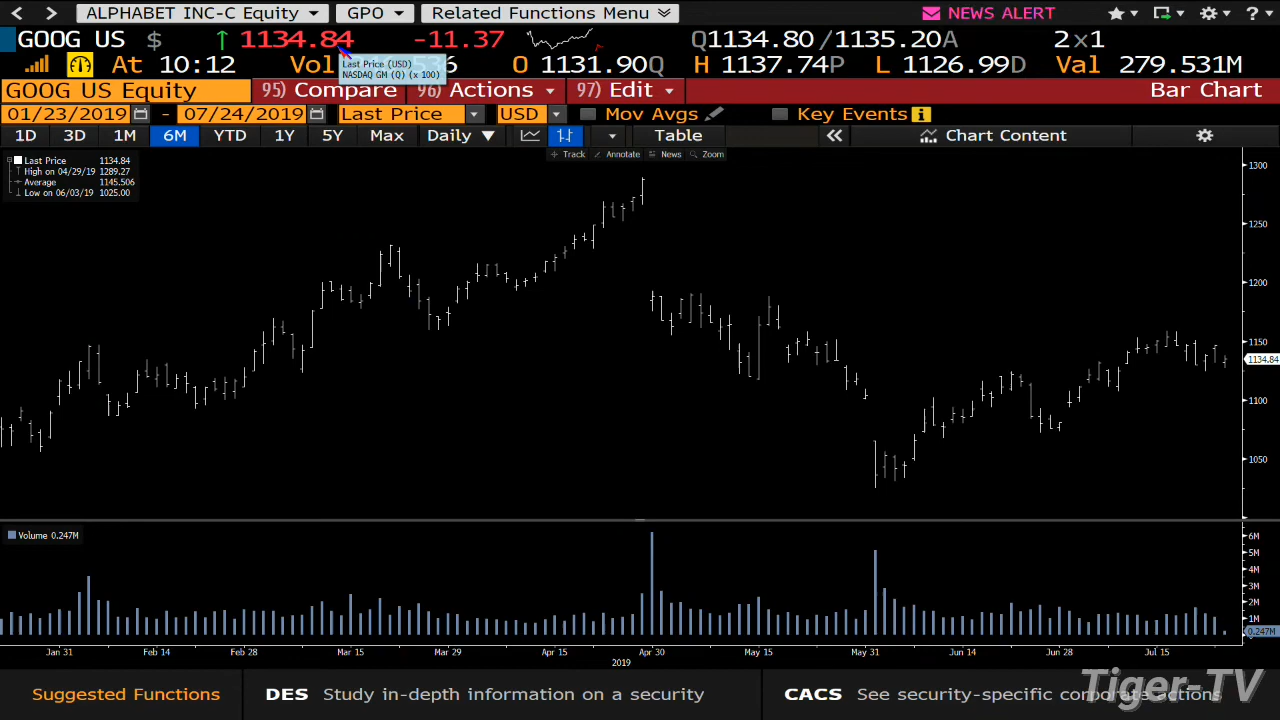 ALPHABET INC-C Equity GPO Related Functions Menu NEWS ALERT ?
GOOG US $ ↑ 1134.84 -11.37 Q1134.80 /1135.20A 2×1
At 10:12 Vol 536 O 1131.90Q H 1137.74P L 1126.99D Val 279.531M
Last Price (USD)
NASDAQ GM (Q) (x 100)
GOOG US Equity 95) Compare 96) Actions 97) Edit Bar Chart
01/23/2019 - 07/24/2019 Last Price USD Mov Avgs Key Events
1D 3D 1M 6M YTD 1Y 5Y Max Daily ▼ Table « Chart Content
Track Annotate News Zoom
Last Price 1134.84
High on 04/29/19 1289.27
Average 1145.506
Low on 06/03/19 1025.00
1300
1250
1200
1150
1134.84
1100
1050
Volume 0.247M
6M
5M
4M
3M
2M
1M
0.247M
Jan 31 Feb 14 Feb 28 Mar 15 Mar 29 Apr 15 Apr 30 May 15 May 31 Jun 14 Jun 28 Jul 15
2019
Suggested Functions DES Study in-depth information on a security CACS See security-specific corporate actions
Tiger-TV